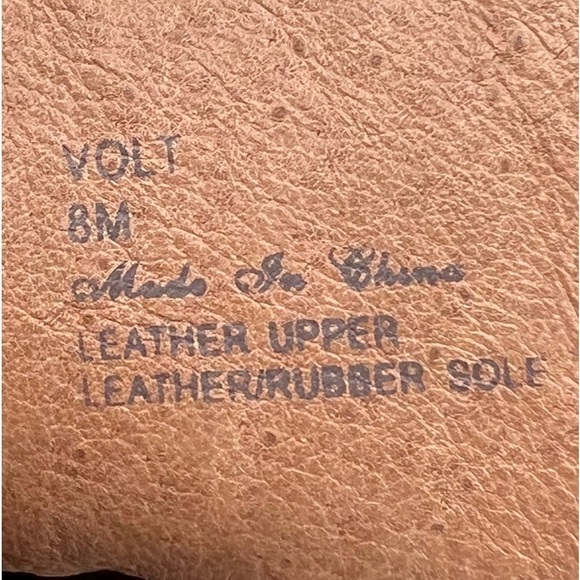 VOLT
8M
Made In China
LEATHER UPPER
LEATHER/RUBBER SOLE